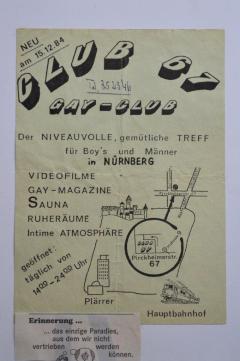 NEU
am 15.12.84
CLUB 67
GAY-CLUB
Der NIVEAUVOLLE, gemütliche TREFF
für Boy's und Männer
in NÜRNBERG
VIDEOFILME
GAY-MAGAZINE
SAUNA
RUHERÄUME
Intime ATMOSPHÄRE
geöffnet:
täglich von
14⁰⁰-24⁰⁰ Uhr
Pirckheimerstr.
67
Plärrer
Hauptbahnhof
Erinnerung ...
... das einzige Paradies,
aus dem wir nicht
vertrieben werden
können.